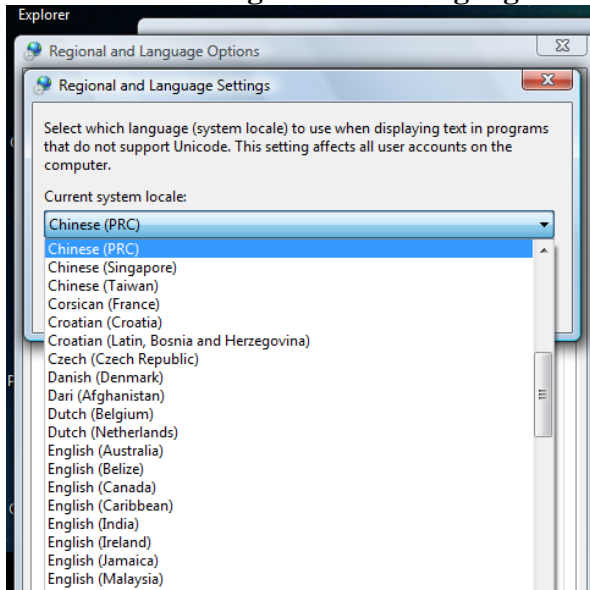 Explorer
Regional and Language Options
Regional and Language Settings
Select which language (system locale) to use when displaying text in programs
that do not support Unicode. This setting affects all user accounts on the
computer.
Current system locale:
Chinese (PRC)
Chinese (PRC)
Chinese (Singapore)
Chinese (Taiwan)
Corsican (France)
Croatian (Croatia)
Croatian (Latin, Bosnia and Herzegovina)
Czech (Czech Republic)
Danish (Denmark)
Dari (Afghanistan)
Dutch (Belgium)
Dutch (Netherlands)
English (Australia)
English (Belize)
English (Canada)
English (Caribbean)
English (India)
English (Ireland)
English (Jamaica)
English (Malaysia)